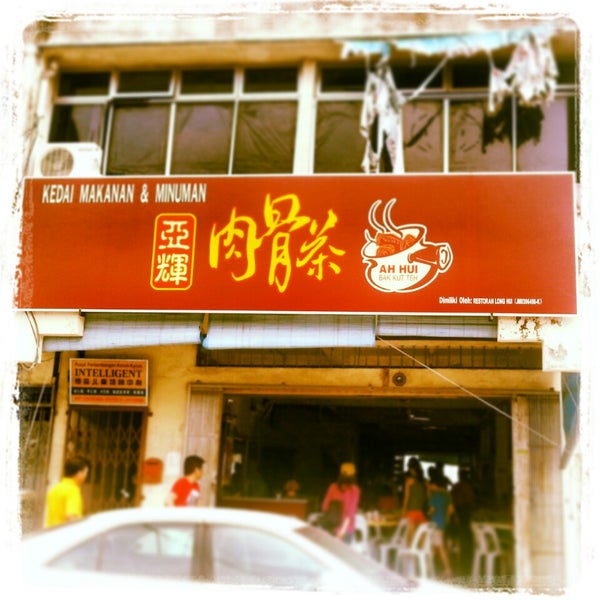 KEDAI MAKANAN & MINUMAN
亞輝
肉骨茶
AH HUI
BAK KUT TEH
Dimiliki Oleh: RESTORAN LONG HUI
INTELLIGENT